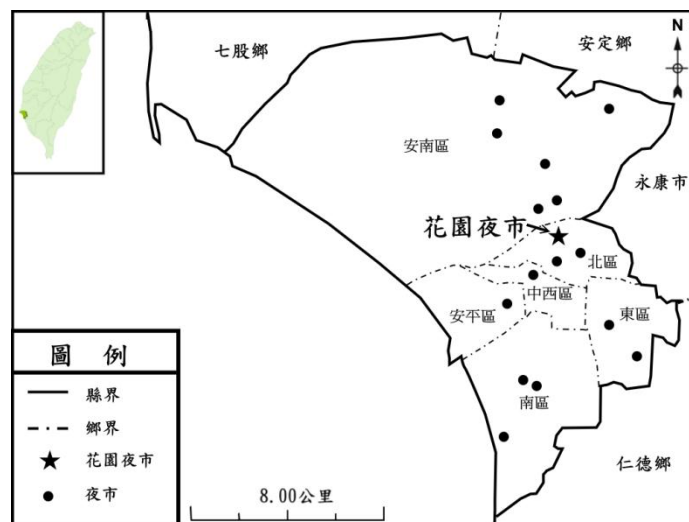 七股鄉
安定鄉
N
安南區
永康市
花園夜市
北區
中西區
安平區
東區
南區
仁德鄉
圖 例
縣界
鄉界
花園夜市
夜市
8.00公里